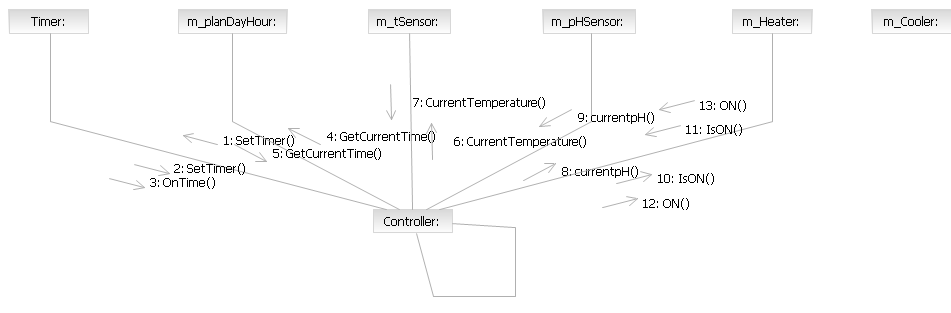 Timer:
m_planDayHour:
m_tSensor:
m_pHSensor:
m_Heater:
m_Cooler:
7: CurrentTemperature()
13: ON()
9: currentpH()
11: IsON()
4: GetCurrentTime()
1: SetTimer()
6: CurrentTemperature()
5: GetCurrentTime()
2: SetTimer()
8: currentpH()
3: OnTime()
10: IsON()
12: ON()
Controller: